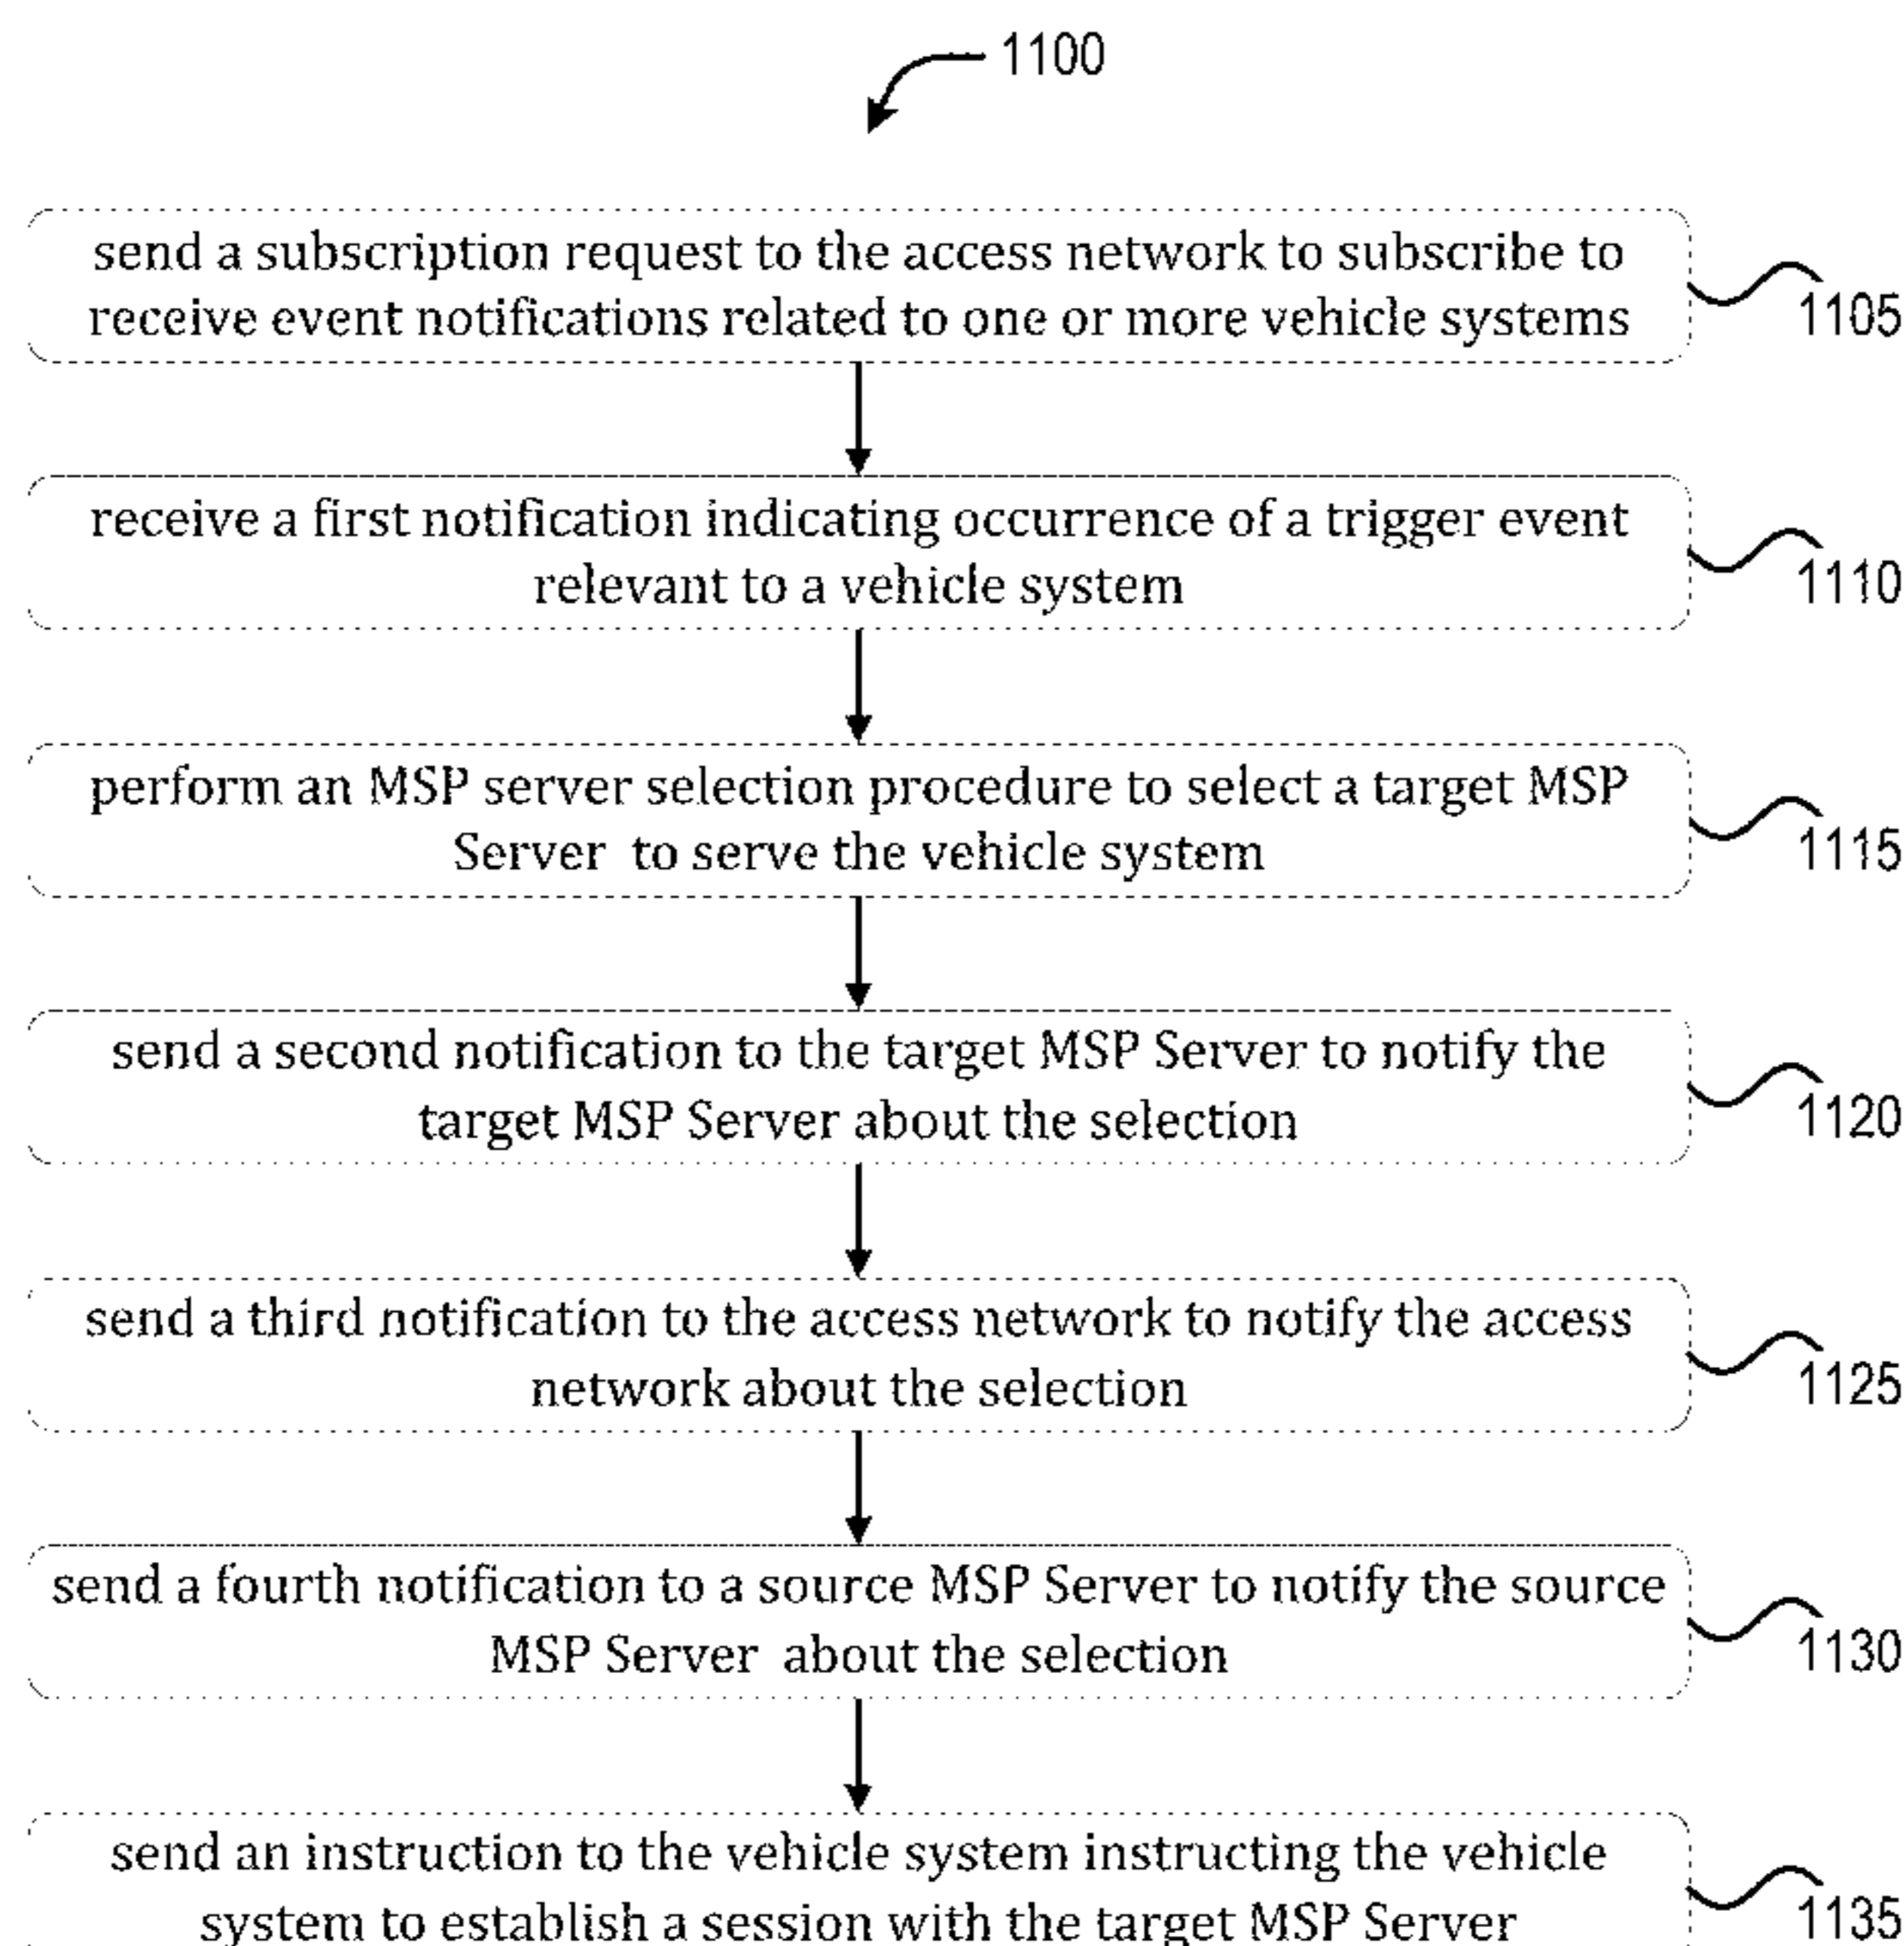 1100
send a subscription request to the access network to subscribe to
receive event notifications related to one or more vehicle systems
1105
receive a first notification indicating occurrence of a trigger event
relevant to a vehicle system
1110
perform an MSP server selection procedure to select a target MSP
Server to serve the vehicle system
1115
send a second notification to the target MSP Server to notify the
target MSP Server about the selection
1120
send a third notification to the access network to notify the access
network about the selection
1125
send a fourth notification to a source MSP Server to notify the source
MSP Server about the selection
1130
send an instruction to the vehicle system instructing the vehicle
system to establish a session with the target MSP Server
1135